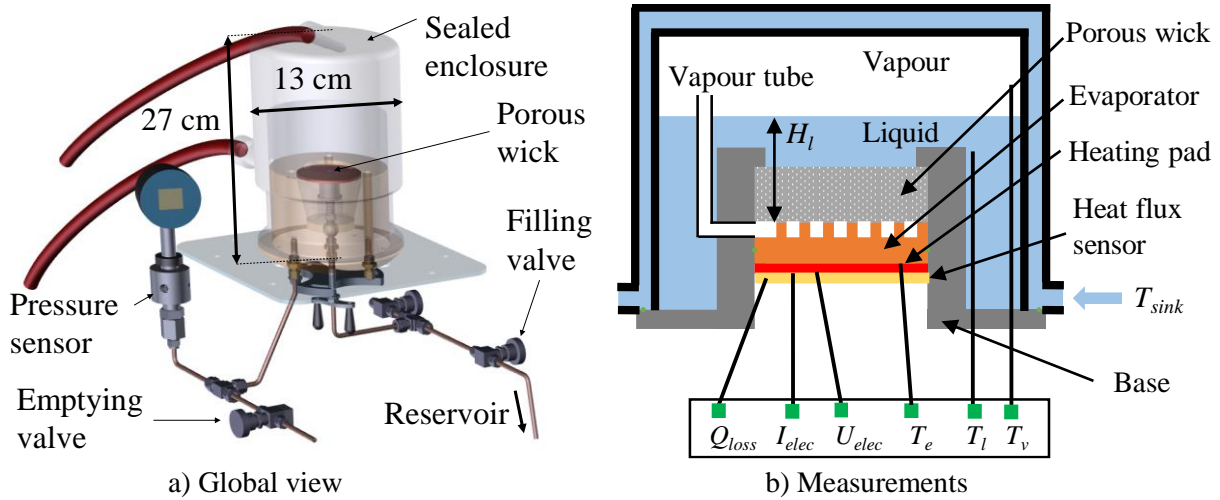 Sealed
enclosure
13 cm
27 cm
Porous
wick
Filling
valve
Pressure
sensor
Emptying
valve
Reservoir
a) Global view
Porous wick
Vapour tube
Vapour
Evaporator
H_l
Liquid
Heating pad
Heat flux
sensor
T_sink
Base
Q_loss I_elec U_elec T_e T_l T_v
b) Measurements